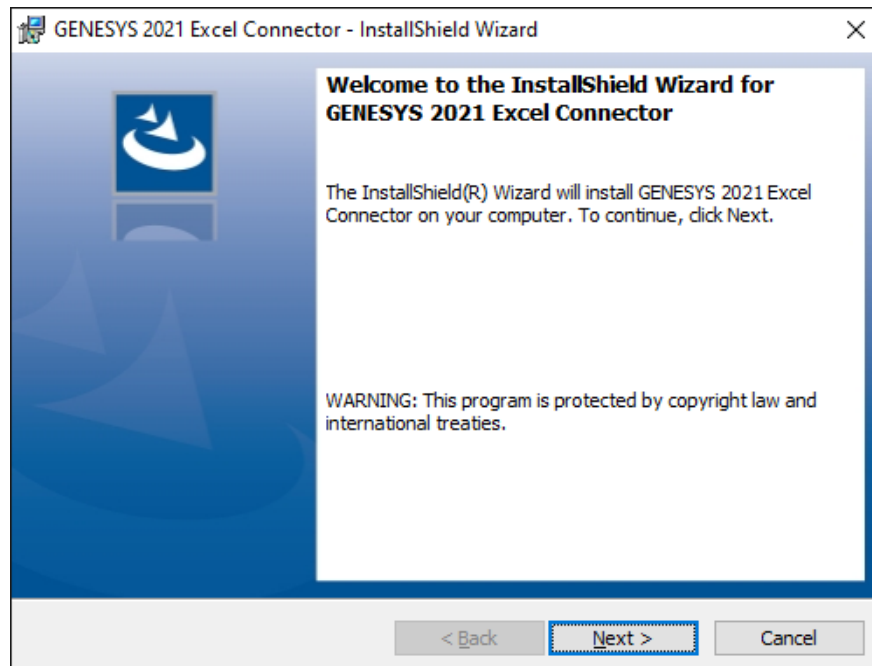 GENESYS 2021 Excel Connector - InstallShield Wizard
Welcome to the InstallShield Wizard for
GENESYS 2021 Excel Connector
The InstallShield(R) Wizard will install GENESYS 2021 Excel
Connector on your computer. To continue, click Next.
WARNING: This program is protected by copyright law and
international treaties.
< Back
Next >
Cancel